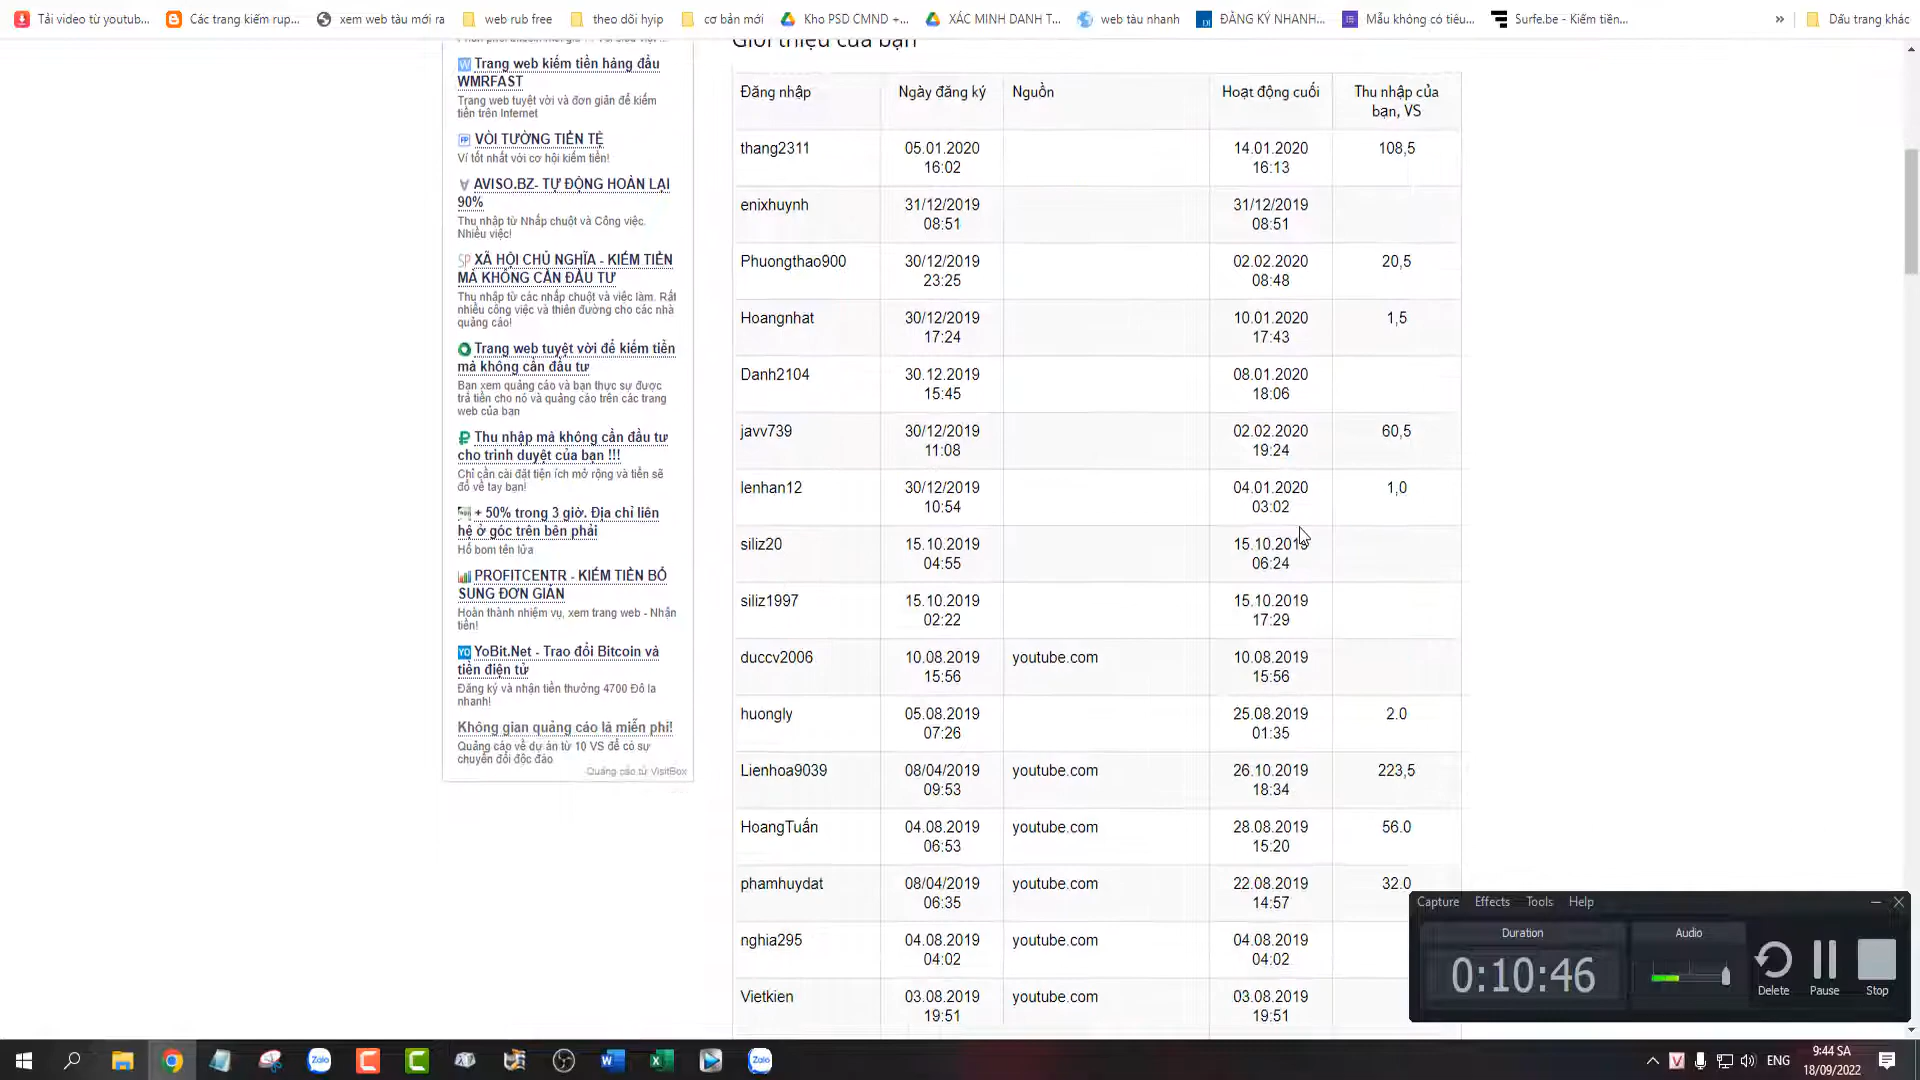 Tải video từ youtub...
Các trang kiếm rup...
xem web tàu mới ra
web rub free
theo dõi hyip
cơ bản mới
Kho PSD CMND +,...
XÁC MINH DANH T...
web tàu nhanh
ĐĂNG KÝ NHANH...
Mẫu không có tiêu...
Surfe.be - Kiếm tiền...
»
Dấu trang khác
Giới thiệu của bạn
Trang web kiếm tiền hàng đầu
WMRFAST
Trang web tuyệt vời và đơn giản để kiếm
tiền trên Internet
VÒI TƯỜNG TIỀN TỆ
Ví tốt nhất với cơ hội kiếm tiền!
AVISO.BZ- TỰ ĐỘNG HOÀN LẠI
90%
Thu nhập từ Nhấp chuột và Công việc.
Nhiều việc!
XÃ HỘI CHỦ NGHĨA - KIẾM TIỀN
MÀ KHÔNG CẦN ĐẦU TƯ
Thu nhập từ các nhấp chuột và việc làm. Rất
nhiều công việc và thiên đường cho các nhà
quảng cáo!
Trang web tuyệt vời để kiếm tiền
mà không cần đầu tư
Bạn xem quảng cáo và bạn thực sự được
trả tiền cho nó và quảng cáo trên các trang
web của bạn
Thu nhập mà không cần đầu tư
cho trình duyệt của bạn !!!
Chỉ cần cài đặt tiện ích mở rộng và tiền sẽ
đổ về tay bạn!
+ 50% trong 3 giờ. Địa chỉ liên
hệ ở góc trên bên phải
Hố bom tên lửa
PROFITCENTR - KIẾM TIỀN BỔ
SUNG ĐƠN GIẢN
Hoàn thành nhiệm vụ, xem trang web - Nhận
tiền!
YoBit.Net - Trao đổi Bitcoin và
tiền điện tử
Đăng ký và nhận tiền thưởng 4700 Đô la
nhanh!
Không gian quảng cáo là miễn phí!
Quảng cáo về dự án từ 10 VS để có sự
chuyển đổi độc đáo
Quảng cáo từ VisitBox
Đăng nhập Ngày đăng ký Nguồn Hoạt động cuối Thu nhập của
bạn, VS
thang2311 05.01.2020 14.01.2020 108,5
16:02 16:13
enixhuynh 31/12/2019 31/12/2019
08:51 08:51
Phuongthao900 30/12/2019 02.02.2020 20,5
23:25 08:48
Hoangnhat 30/12/2019 10.01.2020 1,5
17:24 17:43
Danh2104 30.12.2019 08.01.2020
15:45 18:06
javv739 30/12/2019 02.02.2020 60,5
11:08 19:24
lenhan12 30/12/2019 04.01.2020 1,0
10:54 03:02
siliz20 15.10.2019 15.10.2019
04:55 06:24
siliz1997 15.10.2019 15.10.2019
02:22 17:29
duccv2006 10.08.2019 youtube.com 10.08.2019
15:56 15:56
huongly 05.08.2019 25.08.2019 2.0
07:26 01:35
Lienhoa9039 08/04/2019 youtube.com 26.10.2019 223,5
09:53 18:34
HoangTuấn 04.08.2019 youtube.com 28.08.2019 56.0
06:53 15:20
phamhuydat 08/04/2019 youtube.com 22.08.2019 32.0
06:35 14:57
nghia295 04.08.2019 youtube.com 04.08.2019
04:02 04:02
Vietkien 03.08.2019 youtube.com 03.08.2019
19:51 19:51
Capture Effects Tools Help
Duration Audio
0:10:46
Delete Pause Stop
ENG
9:44 SA
18/09/2022